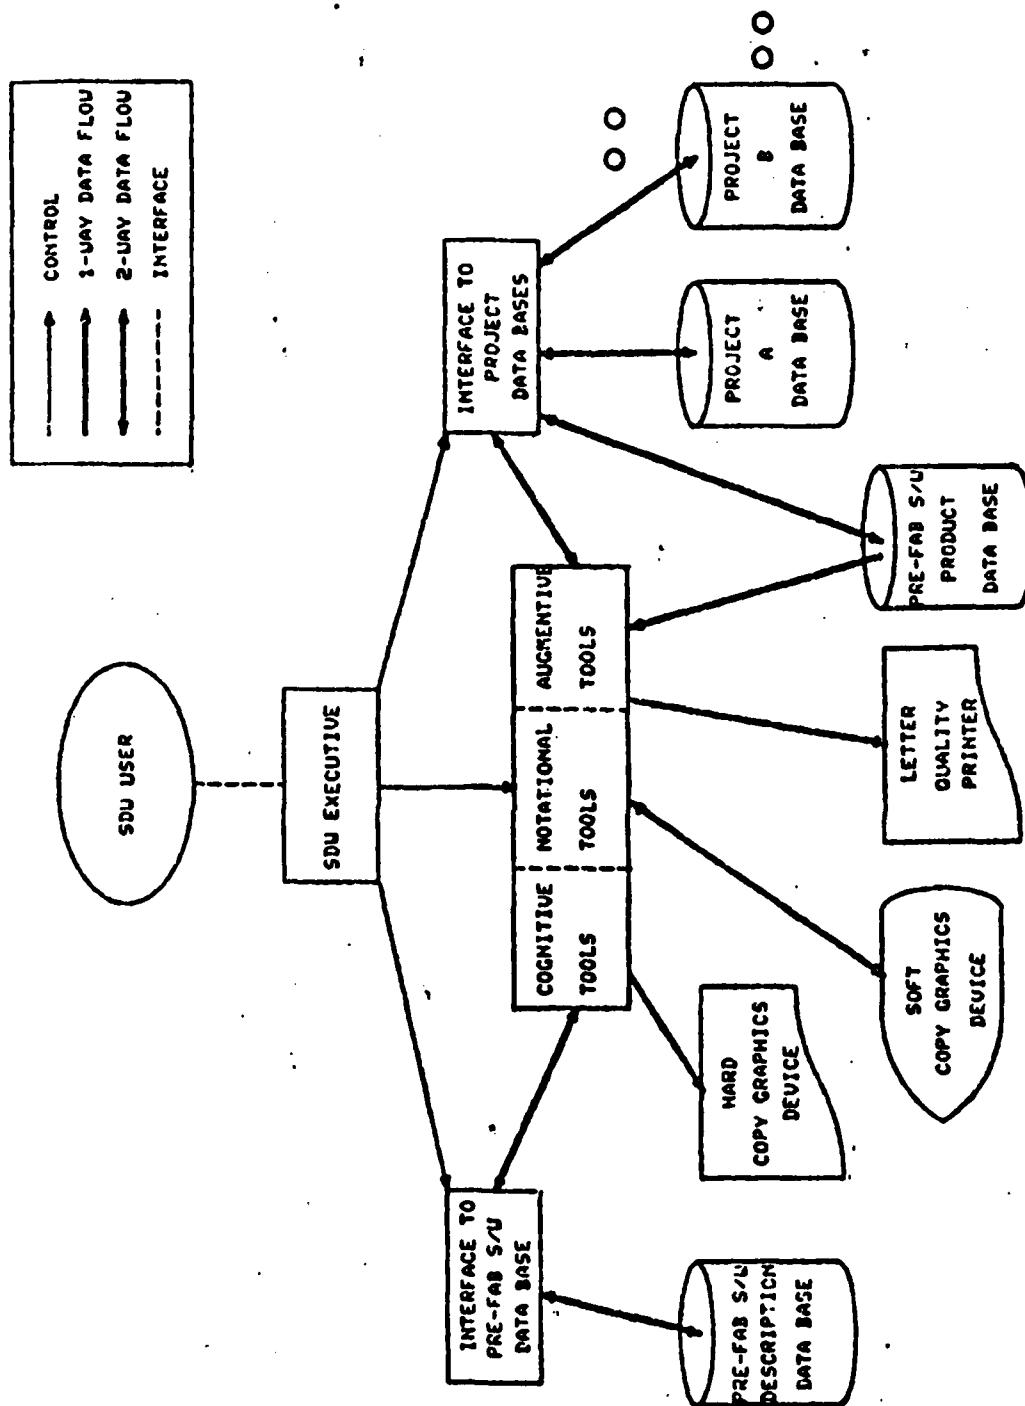 CONTROL
1-WAY DATA FLOW
2-WAY DATA FLOW
INTERFACE
SDW USER
SDW EXECUTIVE
INTERFACE TO
PRE-FAB S/W
DATA BASE
COGNITIVE
TOOLS
NOTATIONAL
TOOLS
AUGMENTIVE
TOOLS
INTERFACE TO
PROJECT
DATA BASES
PRE-FAB S/W
DESCRIPTION
DATA BASE
HARD
COPY GRAPHICS
DEVICE
SOFT
COPY GRAPHICS
DEVICE
LETTER
QUALITY
PRINTER
PRE-FAB S/W
PRODUCT
DATA BASE
PROJECT
A
DATA BASE
PROJECT
B
DATA BASE